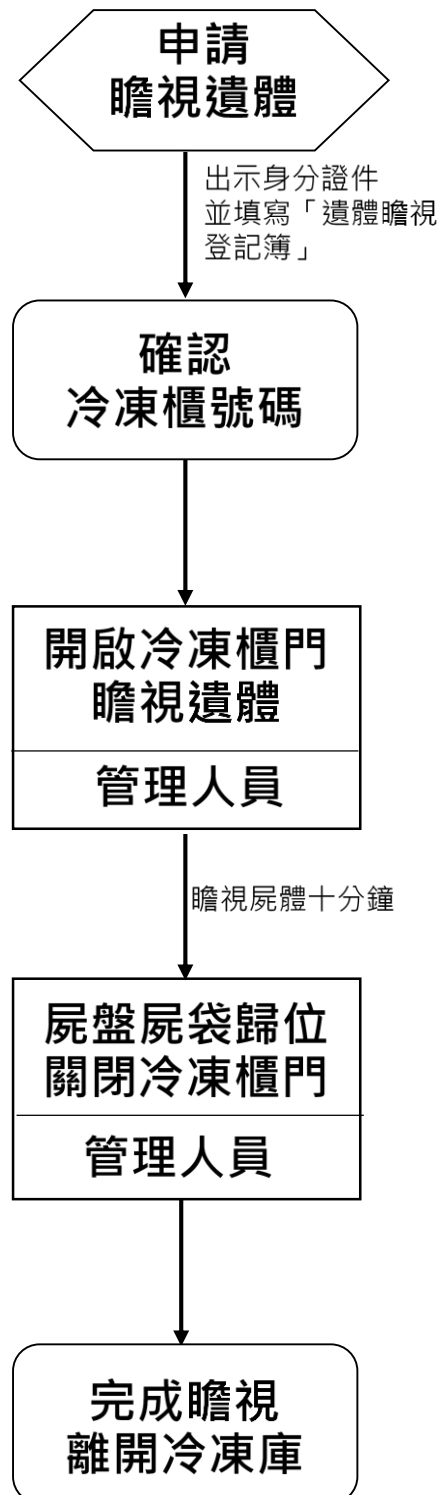 申請
瞻視遺體
出示身分證件
並填寫「遺體瞻視
登記簿」
確認
冷凍櫃號碼
開啟冷凍櫃門
瞻視遺體
管理人員
瞻視屍體十分鐘
屍盤屍袋歸位
關閉冷凍櫃門
管理人員
完成瞻視
離開冷凍庫